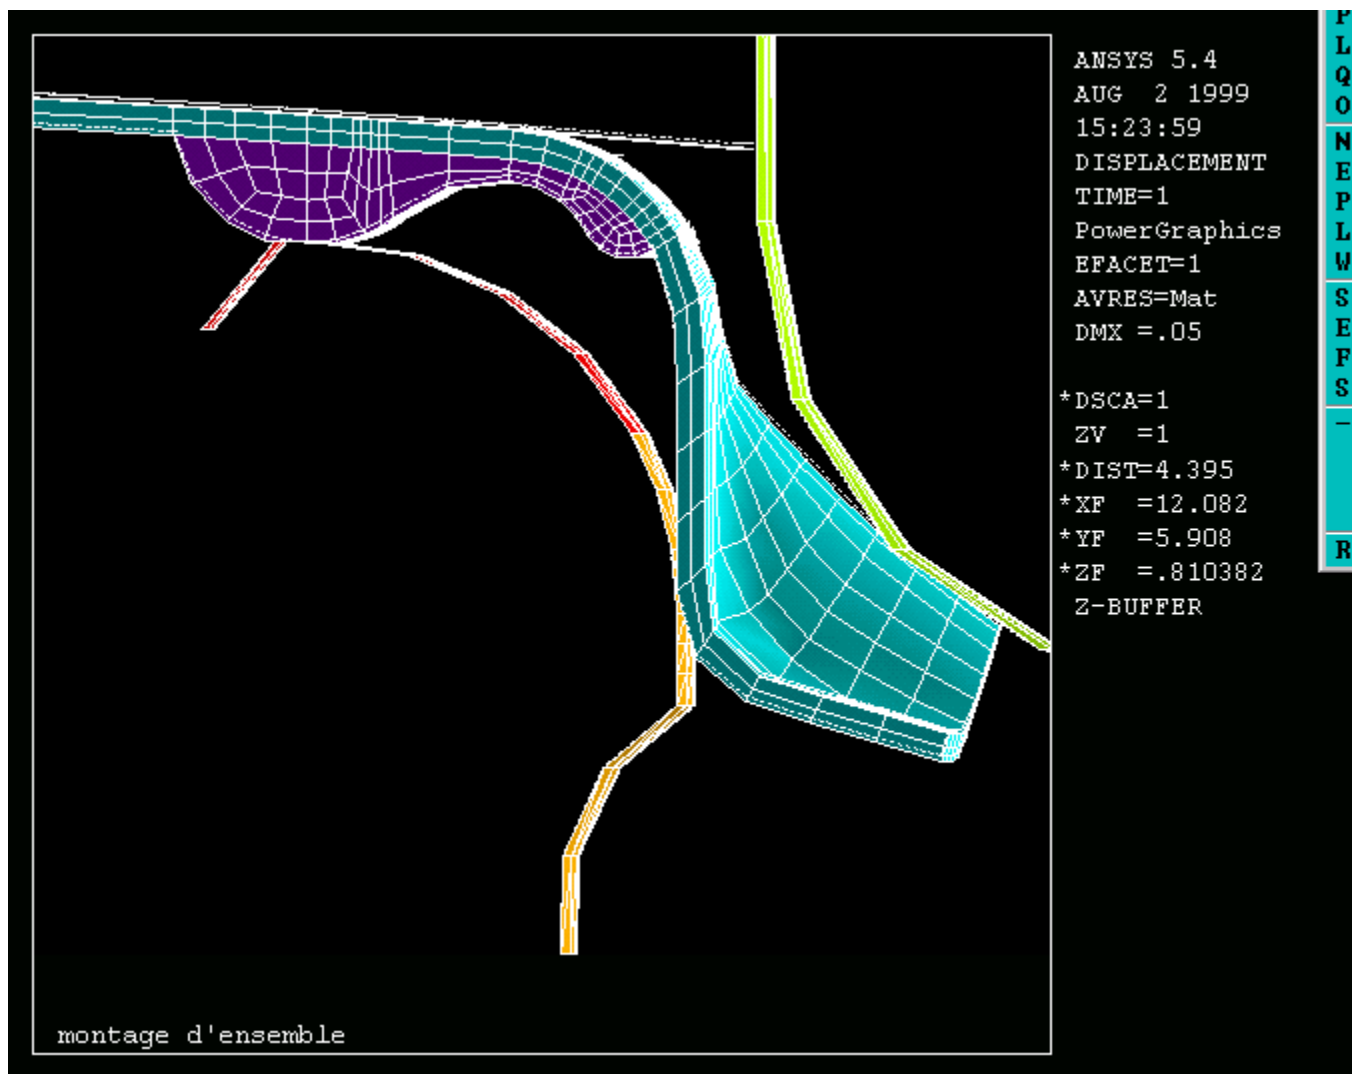 ANSYS 5.4
AUG  2 1999
15:23:59
DISPLACEMENT
TIME=1
PowerGraphics
EFACET=1
AVRES=Mat
DMX =.05
*DSCA=1
ZV  =1
*DIST=4.395
*XF  =12.082
*YF  =5.908
*ZF  =.810382
Z-BUFFER
P
L
Q
O
N
E
P
L
W
S
E
F
S
R
montage d'ensemble